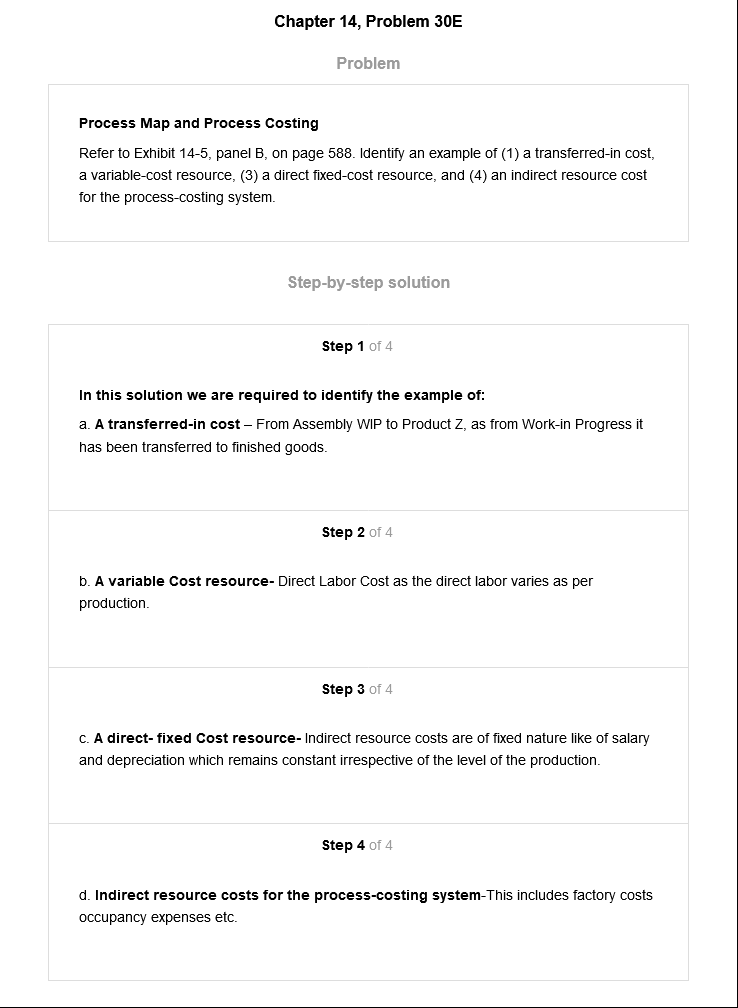 Chapter 14, Problem 30E
Problem
Process Map and Process Costing
Refer to Exhibit 14-5, panel B, on page 588. Identify an example of (1) a transferred-in cost,
a variable-cost resource, (3) a direct fixed-cost resource, and (4) an indirect resource cost
for the process-costing system.
Step-by-step solution
Step 1 of 4
In this solution we are required to identify the example of:
a. A transferred-in cost – From Assembly WIP to Product Z, as from Work-in Progress it
has been transferred to finished goods.
Step 2 of 4
b. A variable Cost resource- Direct Labor Cost as the direct labor varies as per
production.
Step 3 of 4
c. A direct- fixed Cost resource- Indirect resource costs are of fixed nature like of salary
and depreciation which remains constant irrespective of the level of the production.
Step 4 of 4
d. Indirect resource costs for the process-costing system-This includes factory costs
occupancy expenses etc.